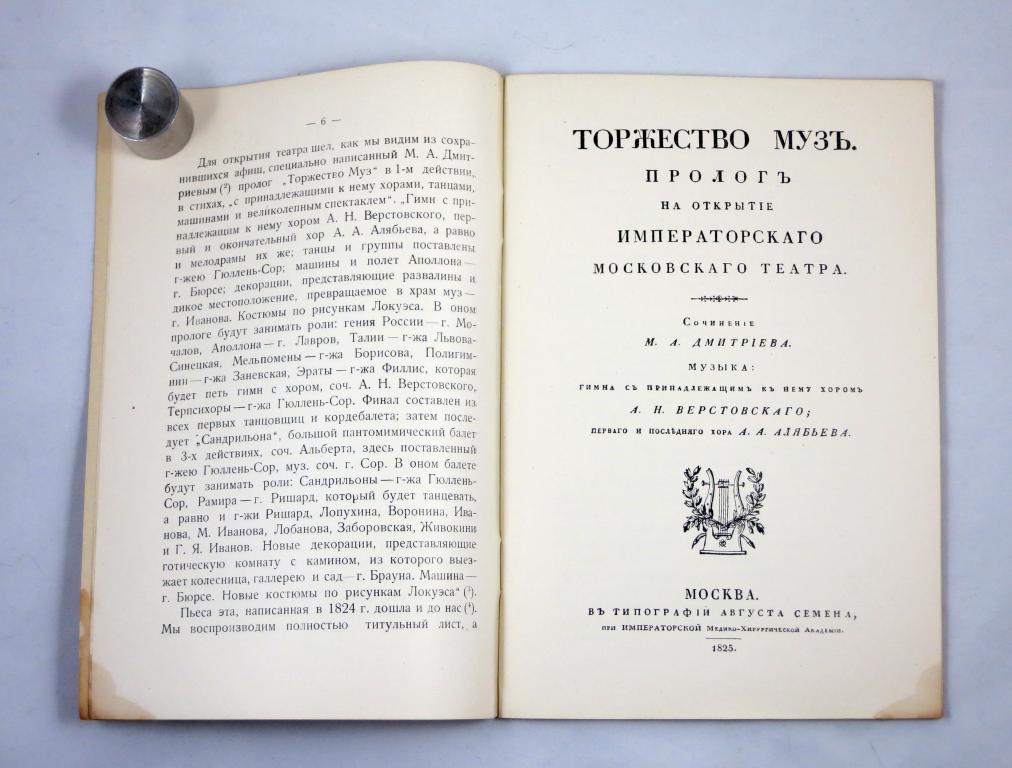 — 6 —
Для открытия театра шел, как мы видим из сохра-
нившихся афиш, специально написанный М. А. Дмит-
риевым (²) пролог „Торжество Муз“ в 1-м действии,
в стихах, „с принадлежащими к нему хорами, танцами,
машинами и великолепным спектаклем“. „Гимн с при-
надлежащим к нему хором А. Н. Верстовского, пер-
вый и окончательный хор А. А. Алябьева, а равно
и мелодрамы их же; танцы и группы поставлены
г-жею Гюллень-Сор; машины и полет Аполлона—
г. Бюрсе; декорации, представляющие развалины и
дикое местоположение, превращаемое в храм муз—
г. Иванова. Костюмы по рисункам Локуэса. В оном
прологе будут занимать роли: гения России—г. Мо-
чалов, Аполлона—г. Лавров, Талии—г-жа Львова-
Синецкая, Мельпомены—г-жа Борисова, Полигим-
нии—г-жа Заневская, Эраты—г-жа Филлис, которая
будет петь гимн с хором, соч. А. Н. Верстовского,
Терпсихоры—г-жа Гюллень-Сор. Финал составлен из
всех первых танцовщиц и кордебалета; затем после-
дует „Сандрильона“, большой пантомимический балет
в 3-х действиях, соч. Альберта, здесь поставленный
г-жею Гюллень-Сор, муз. соч. г. Сор. В оном балете
будут занимать роли: Сандрильоны—г-жа Гюллень-
Сор, Рамира—г. Ришард, который будет танцевать,
а равно и г-жи Ришард, Лопухина, Воронина, Ива-
нова, М. Иванова, Лобанова, Заборовская, Живокини
и Г. Я. Иванов. Новые декорации, представляющие
готическую комнату с камином, из которого выез-
жает колесница, галлерею и сад—г. Брауна. Машина—
г. Бюрсе. Новые костюмы по рисункам Локуэса“ (³).
Пьеса эта, написанная в 1824 г. дошла и до нас (⁴).
Мы воспроизводим полностью титульный лист, а
ТОРЖЕСТВО МУЗЪ.
ПРОЛОГЪ
НА ОТКРЫТІЕ
ИМПЕРАТОРСКАГО
МОСКОВСКАГО ТЕАТРА.
Сочиненіе
М. А. ДМИТРІЕВА.
МУЗЫКА:
ГИМНА СЪ ПРИНАДЛЕЖАЩИМЪ КЪ НЕМУ ХОРОМЪ
А. Н. ВЕРСТОВСКАГО;
ПЕРВАГО И ПОСЛѢДНЯГО ХОРА А. А. АЛЯБЬЕВА.
МОСКВА.
ВЪ ТИПОГРАФІИ АВГУСТА СЕМЕНА,
ПРИ ИМПЕРАТОРСКОЙ Медико-Хирургической Академіи.
1825.